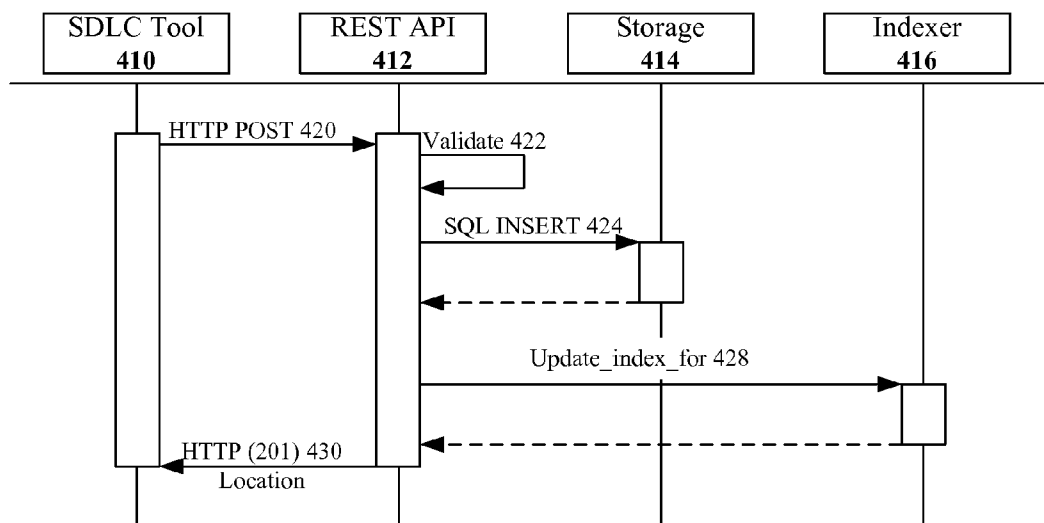 SDLC Tool
410
REST API
412
Storage
414
Indexer
416
HTTP POST 420
Validate 422
SQL INSERT 424
Update_index_for 428
HTTP (201) 430
Location